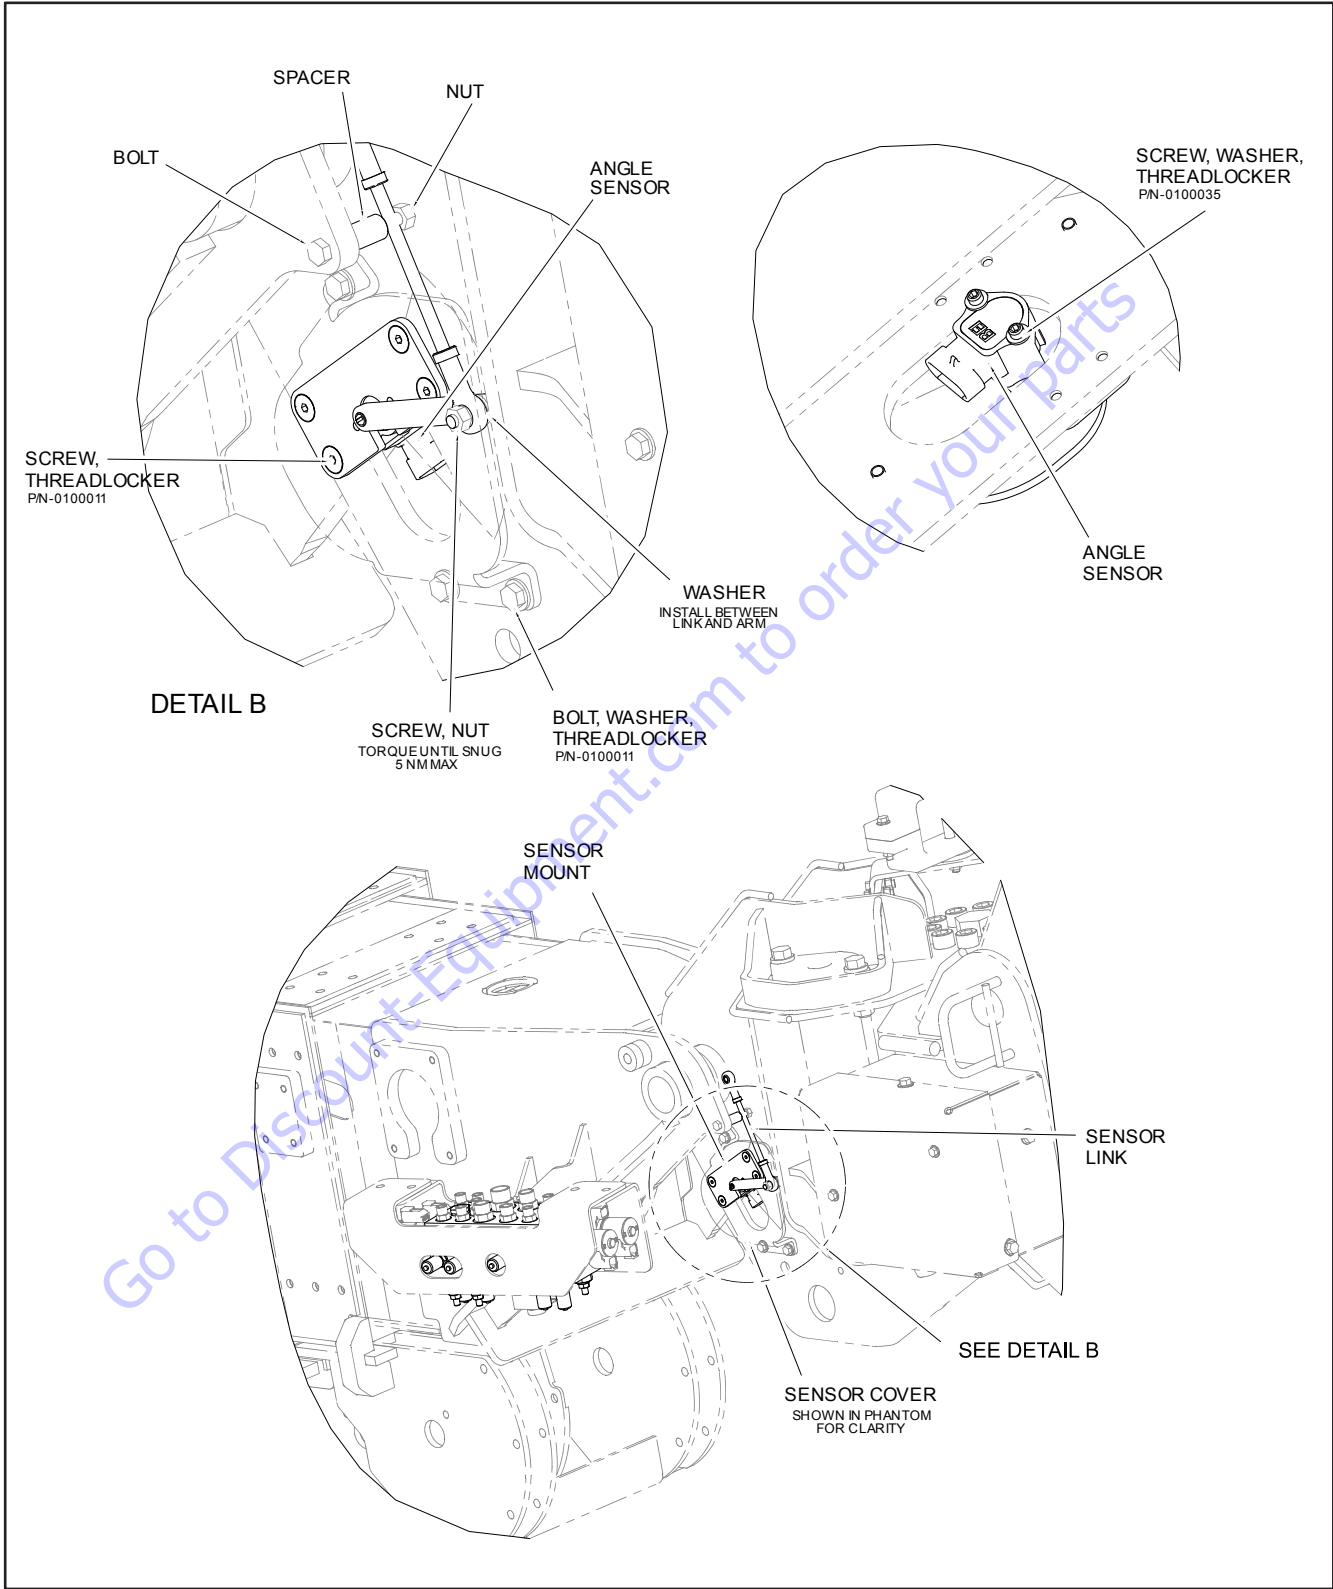 SPACER
NUT
BOLT
ANGLE
SENSOR
SCREW, WASHER,
THREADLOCKER
P/N-0100035
SCREW,
THREADLOCKER
P/N-0100011
ANGLE
SENSOR
WASHER
INSTALL BETWEEN
LINK AND ARM
DETAIL B
SCREW, NUT
TORQUE UNTIL SNUG
5 NM MAX
BOLT, WASHER,
THREADLOCKER
P/N-0100011
SENSOR
MOUNT
SENSOR
LINK
SEE DETAIL B
SENSOR COVER
SHOWN IN PHANTOM
FOR CLARITY
Go to Discount-Equipment.com to order your parts